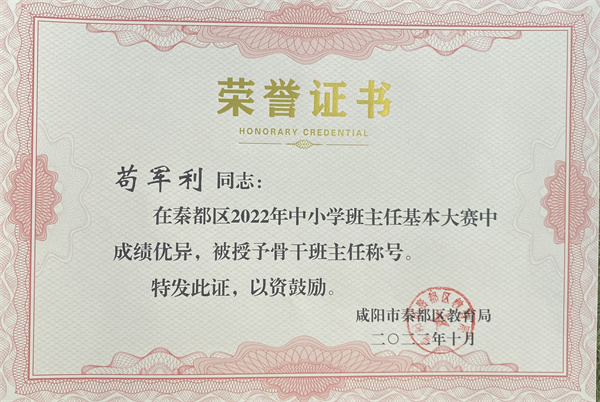 荣誉证书
HONORARY CREDENTIAL
苟军利 同志：
在秦都区2022年中小学班主任基本大赛中
成绩优异，被授予骨干班主任称号。
特发此证，以资鼓励。
咸阳市秦都区教育局
二〇二二年十月